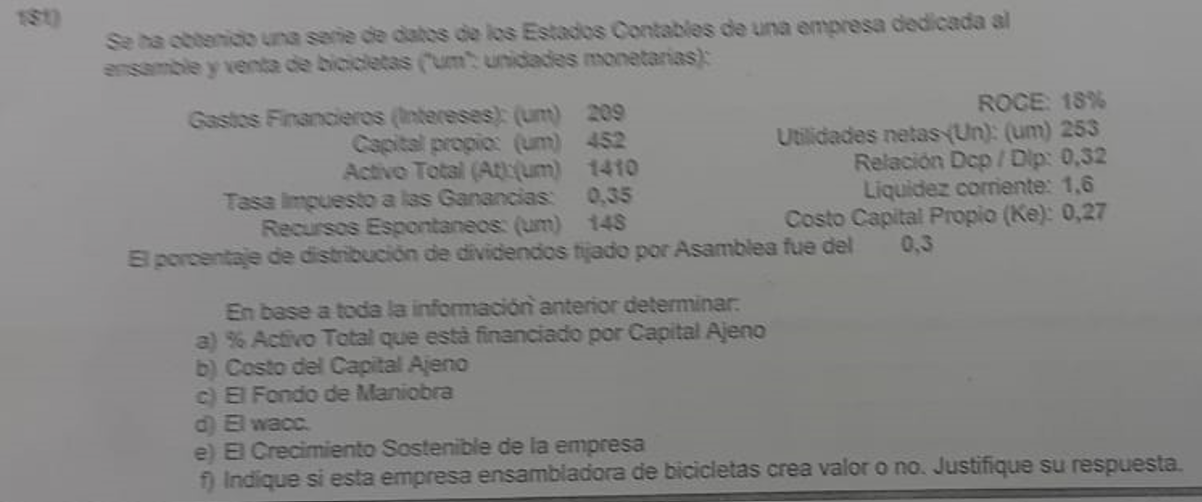 1$1)
Se ha obtenido una serie de datos de los Estados Contables de una empresa dedicada al
ensamble y venta de bicicletas ("um": unidades monetarias):
Gastos Financieros (Intereses): (um) 209
Capital propio: (um) 452
Activo Total (At):(um) 1410
Tasa Impuesto a las Ganancias: 0,35
Recursos Espontaneos: (um) 148
ROCE: 18%
Utilidades netas (Un): (um) 253
Relación Dcp / Dlp: 0,32
Liquidez corriente: 1,6
Costo Capital Propio (Ke): 0,27
El porcentaje de distribución de dividendos fijado por Asamblea fue del 0,3
En base a toda la información anterior determinar:
a) % Activo Total que está financiado por Capital Ajeno
b) Costo del Capital Ajeno
c) El Fondo de Maniobra
d) El wacc.
e) El Crecimiento Sostenible de la empresa
f) Indique si esta empresa ensambladora de bicicletas crea valor o no. Justifique su respuesta.